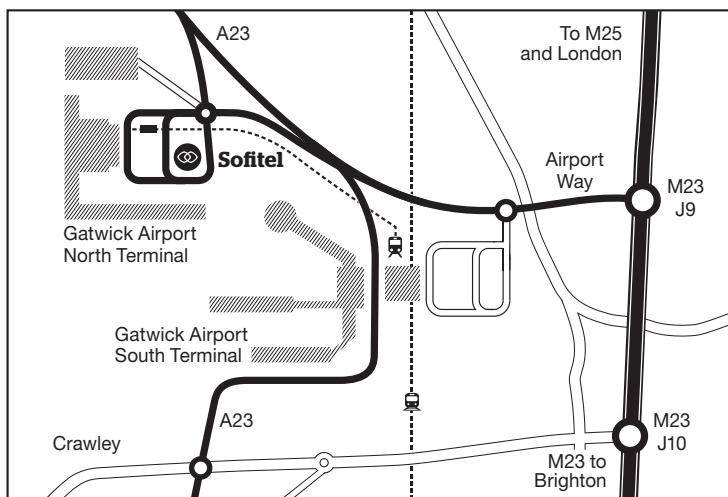 A23
To M25
and London
Sofitel
Airport
Way
M23
J9
Gatwick Airport
North Terminal
Gatwick Airport
South Terminal
A23
Crawley
M23
J10
M23 to
Brighton